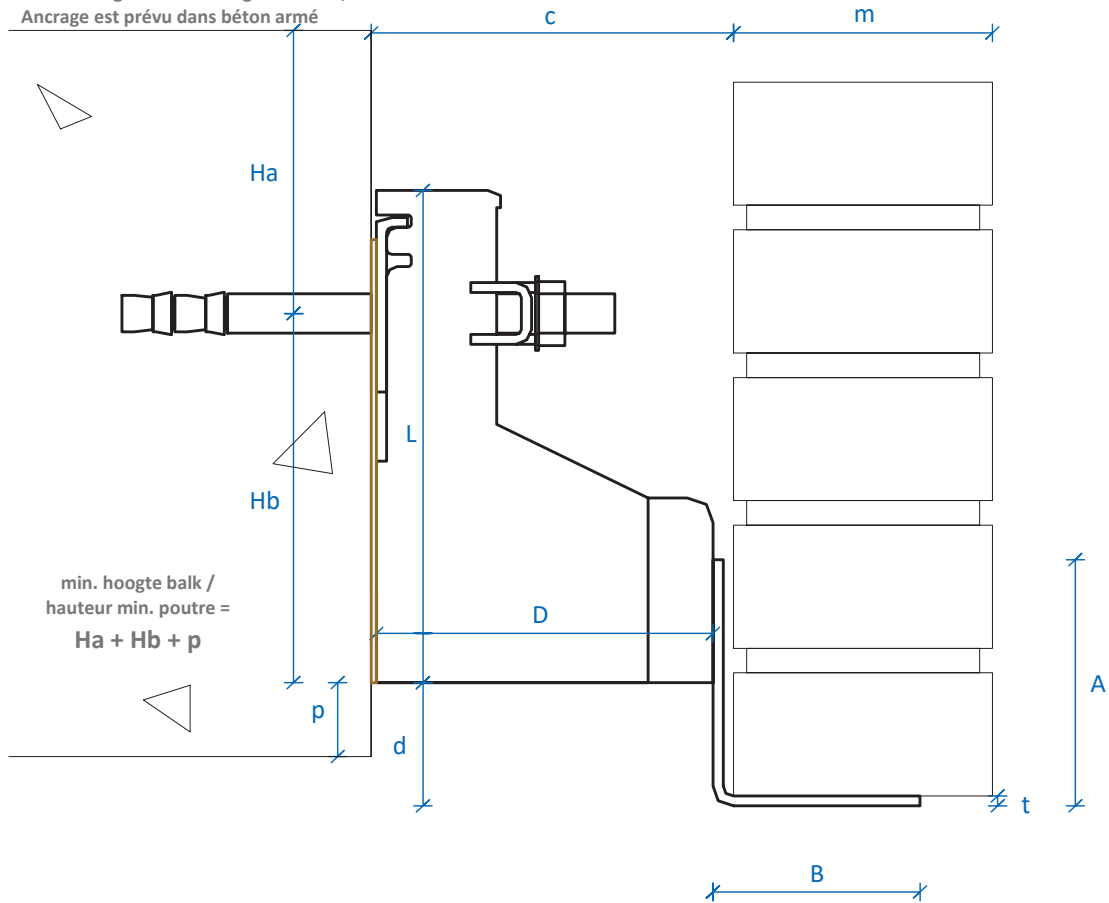 Ancrage est prévu dans béton armé
c
m
Ha
L
Hb
min. hoogte balk /
hauteur min. poutre =
Ha + Hb + p
D
A
p
d
t
B